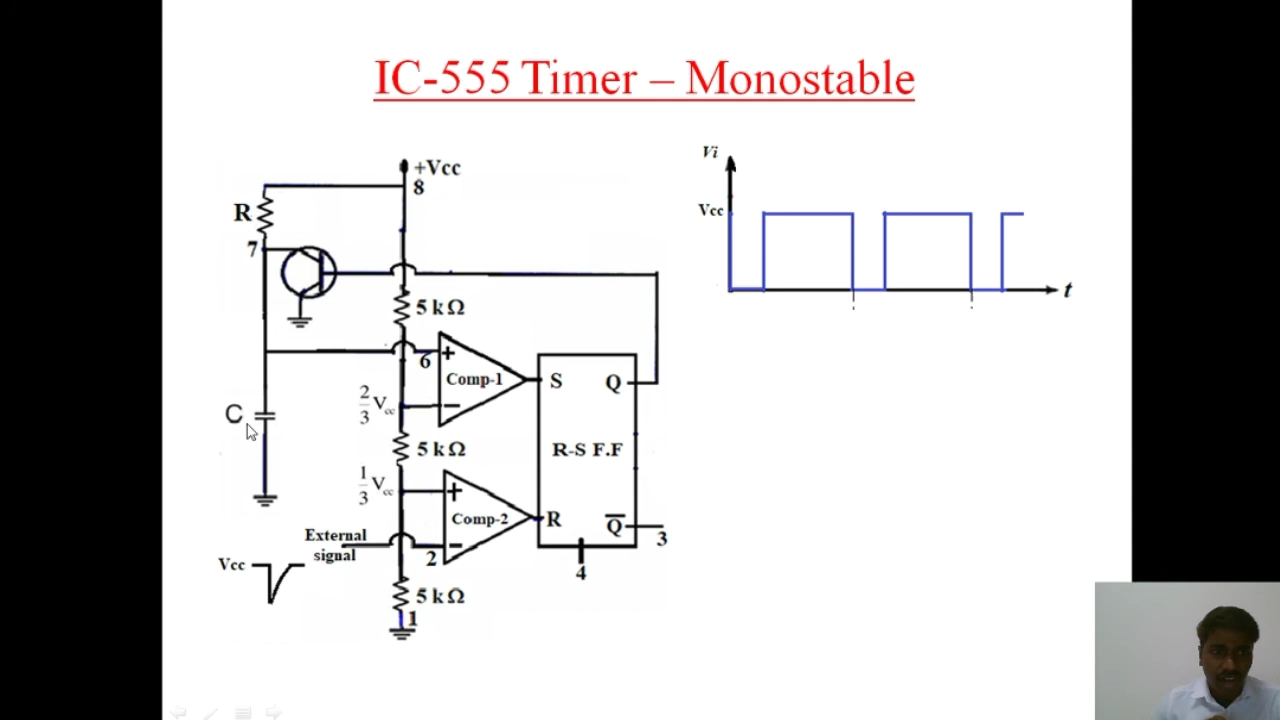 IC-555 Timer – Monostable
+Vcc
8
R
7
5 kΩ
6
+
Comp-1
−
2/3 Vcc
C
5 kΩ
1/3 Vcc
+
Comp-2
−
External
signal
2
Vcc
5 kΩ
1
S
Q
R-S F.F
R
Q̅
3
4
Vi
Vcc
t